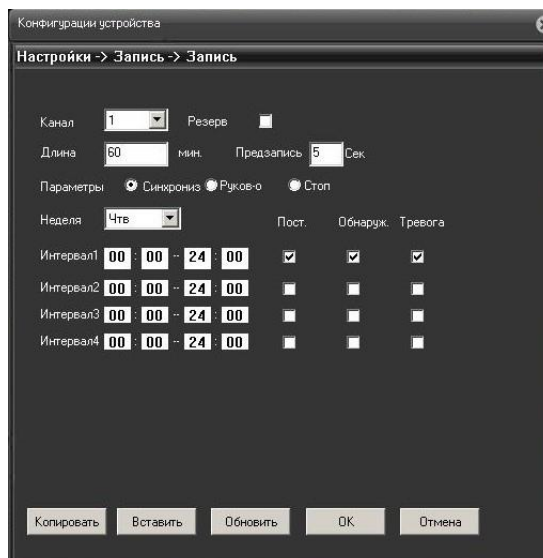 Конфигурации устройства
Настройки -> Запись -> Запись
Канал 1 Резерв
Длина 60 мин. Предзапись 5 Сек
Параметры Синхрониз Руков-о Стоп
Неделя Чтв Пост. Обнаруж. Тревога
Интервал1 00 : 00 -- 24 : 00
Интервал2 00 : 00 -- 24 : 00
Интервал3 00 : 00 -- 24 : 00
Интервал4 00 : 00 -- 24 : 00
Копировать Вставить Обновить OK Отмена